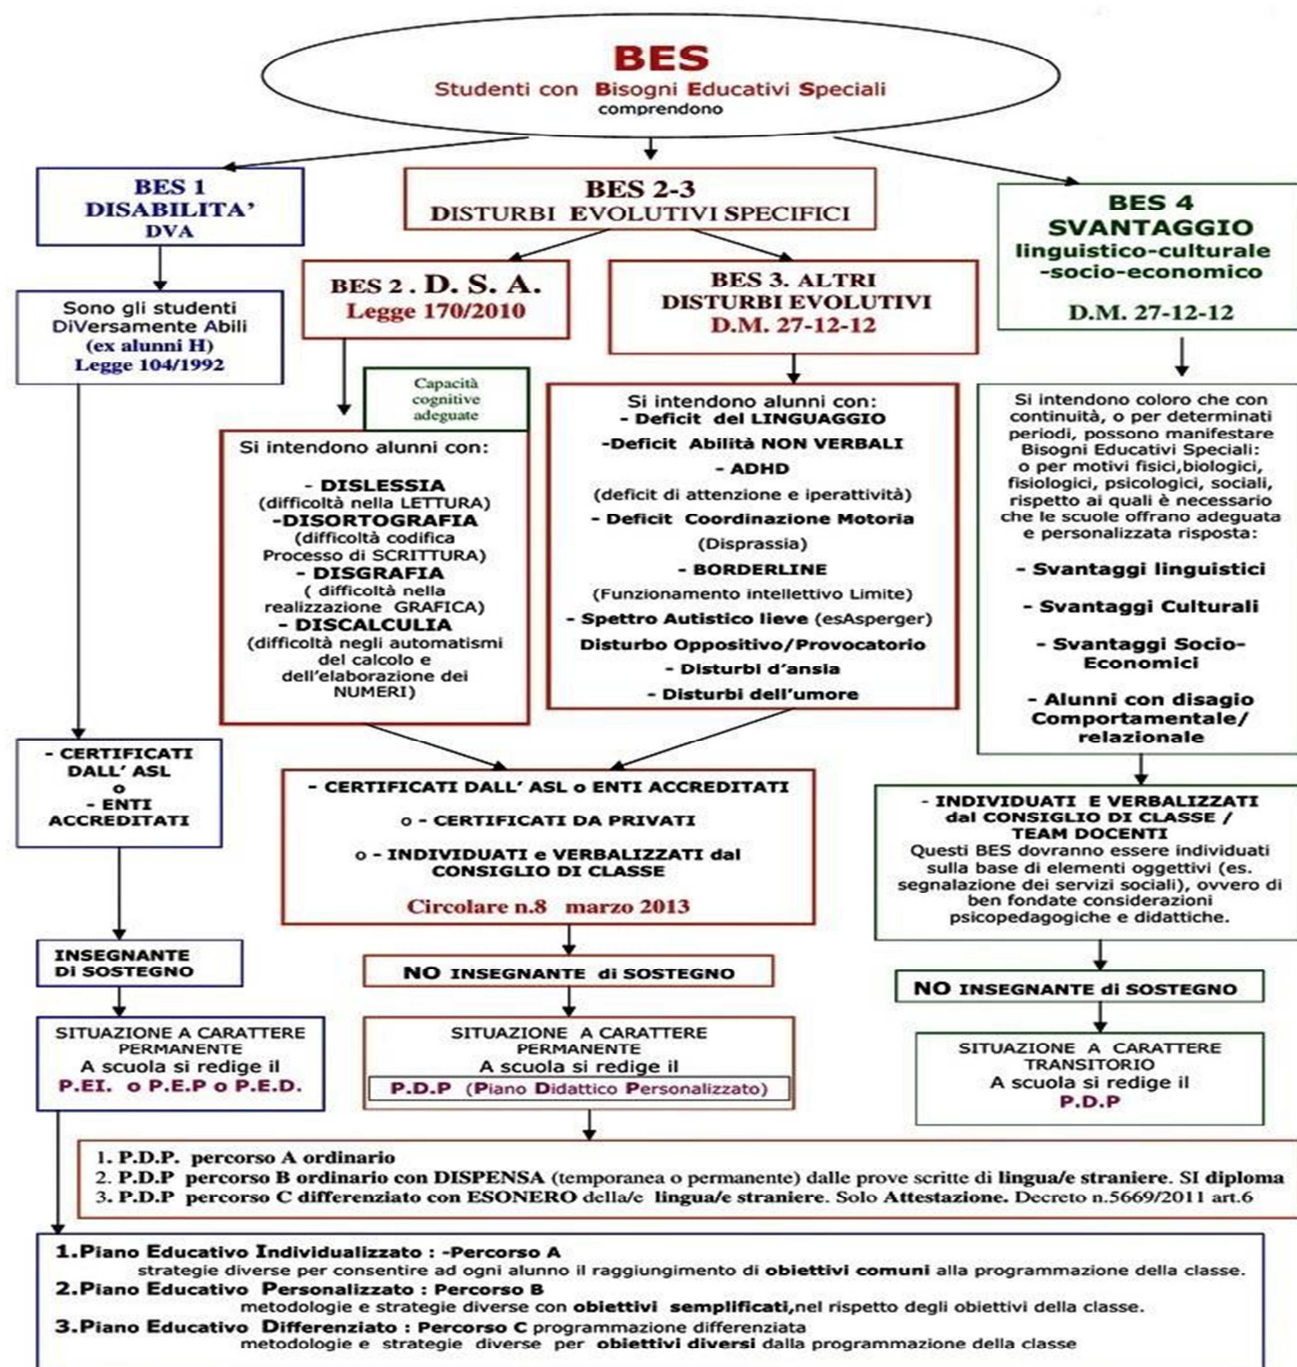 BES
Studenti con Bisogni Educativi Speciali
comprendono
BES 1
DISABILITA’
DVA
Sono gli studenti
DiVersamente Abili
(ex alunni H)
Legge 104/1992
BES 2-3
DISTURBI EVOLUTIVI SPECIFICI
BES 2 . D. S. A.
Legge 170/2010
Capacità
cognitive
adeguate
Si intendono alunni con:
- DISLESSIA
(difficoltà nella LETTURA)
-DISORTOGRAFIA
(difficoltà codifica
Processo di SCRITTURA)
- DISGRAFIA
( difficoltà nella
realizzazione GRAFICA)
- DISCALCULIA
(difficoltà negli automatismi
del calcolo e
dell’elaborazione dei
NUMERI)
BES 3. ALTRI
DISTURBI EVOLUTIVI
D.M. 27-12-12
Si intendono alunni con:
- Deficit del LINGUAGGIO
-Deficit Abilità NON VERBALI
- ADHD
(deficit di attenzione e iperattività)
- Deficit Coordinazione Motoria
(Disprassia)
- BORDERLINE
(Funzionamento intellettivo Limite)
- Spettro Autistico lieve (esAsperger)
Disturbo Oppositivo/Provocatorio
- Disturbi d’ansia
- Disturbi dell’umore
BES 4
SVANTAGGIO
linguistico-culturale
-socio-economico
D.M. 27-12-12
Si intendono coloro che con
continuità, o per determinati
periodi, possono manifestare
Bisogni Educativi Speciali:
o per motivi fisici,biologici,
fisiologici, psicologici, sociali,
rispetto ai quali è necessario
che le scuole offrano adeguata
e personalizzata risposta:
- Svantaggi linguistici
- Svantaggi Culturali
- Svantaggi Socio-
Economici
- Alunni con disagio
Comportamentale/
relazionale
- CERTIFICATI
DALL’ ASL
o
- ENTI
ACCREDITATI
- CERTIFICATI DALL’ ASL o ENTI ACCREDITATI
o - CERTIFICATI DA PRIVATI
o - INDIVIDUATI e VERBALIZZATI dal
CONSIGLIO DI CLASSE
Circolare n.8 marzo 2013
- INDIVIDUATI E VERBALIZZATI
dal CONSIGLIO DI CLASSE /
TEAM DOCENTI
Questi BES dovranno essere individuati
sulla base di elementi oggettivi (es.
segnalazione dei servizi sociali), ovvero di
ben fondate considerazioni
psicopedagogiche e didattiche.
INSEGNANTE
Di SOSTEGNO
NO INSEGNANTE di SOSTEGNO
NO INSEGNANTE di SOSTEGNO
SITUAZIONE A CARATTERE
PERMANENTE
A scuola si redige il
P.EI. o P.E.P o P.E.D.
SITUAZIONE A CARATTERE
PERMANENTE
A scuola si redige il
P.D.P (Piano Didattico Personalizzato)
SITUAZIONE A CARATTERE
TRANSITORIO
A scuola si redige il
P.D.P
1. P.D.P. percorso A ordinario
2. P.D.P percorso B ordinario con DISPENSA (temporanea o permanente) dalle prove scritte di lingua/e straniere. SI diploma
3. P.D.P percorso C differenziato con ESONERO della/e lingua/e straniere. Solo Attestazione. Decreto n.5669/2011 art.6
1.Piano Educativo Individualizzato : -Percorso A
strategie diverse per consentire ad ogni alunno il raggiungimento di obiettivi comuni alla programmazione della classe.
2.Piano Educativo Personalizzato : Percorso B
metodologie e strategie diverse con obiettivi semplificati,nel rispetto degli obiettivi della classe.
3.Piano Educativo Differenziato : Percorso C programmazione differenziata
metodologie e strategie diverse per obiettivi diversi dalla programmazione della classe